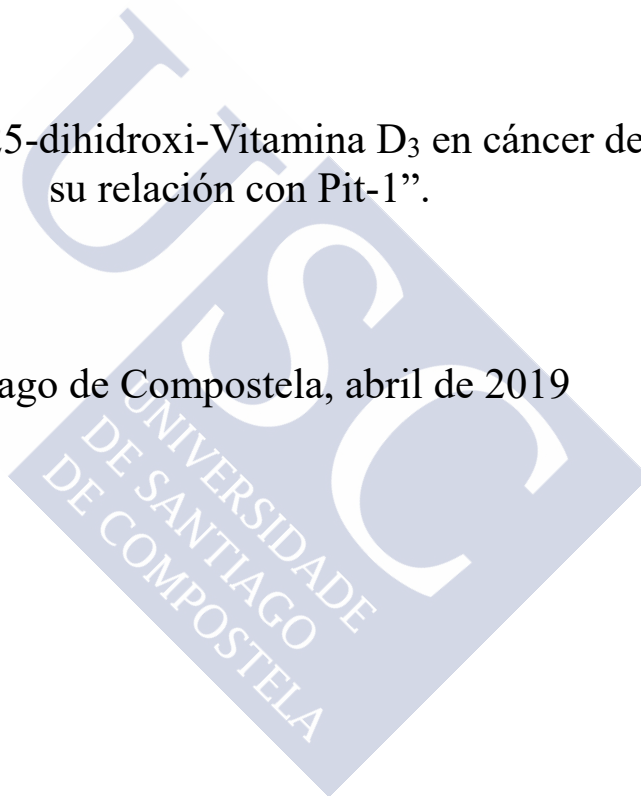 25-dihidroxi-Vitamina D₃ en cáncer de
su relación con Pit-1”.
ago de Compostela, abril de 2019
USC
UNIVERSIDADE
DE SANTIAGO
DE COMPOSTELA